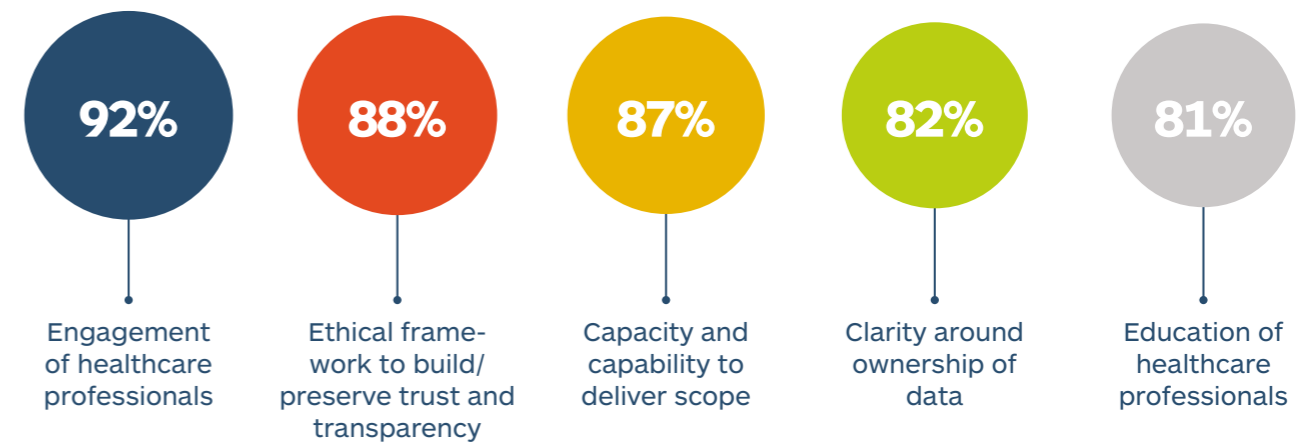 92%
88%
87%
82%
81%
Engagement
of healthcare
professionals
Ethical frame-
work to build/
preserve trust and
transparency
Capacity and
capability to
deliver scope
Clarity around
ownership of
data
Education of
healthcare
professionals